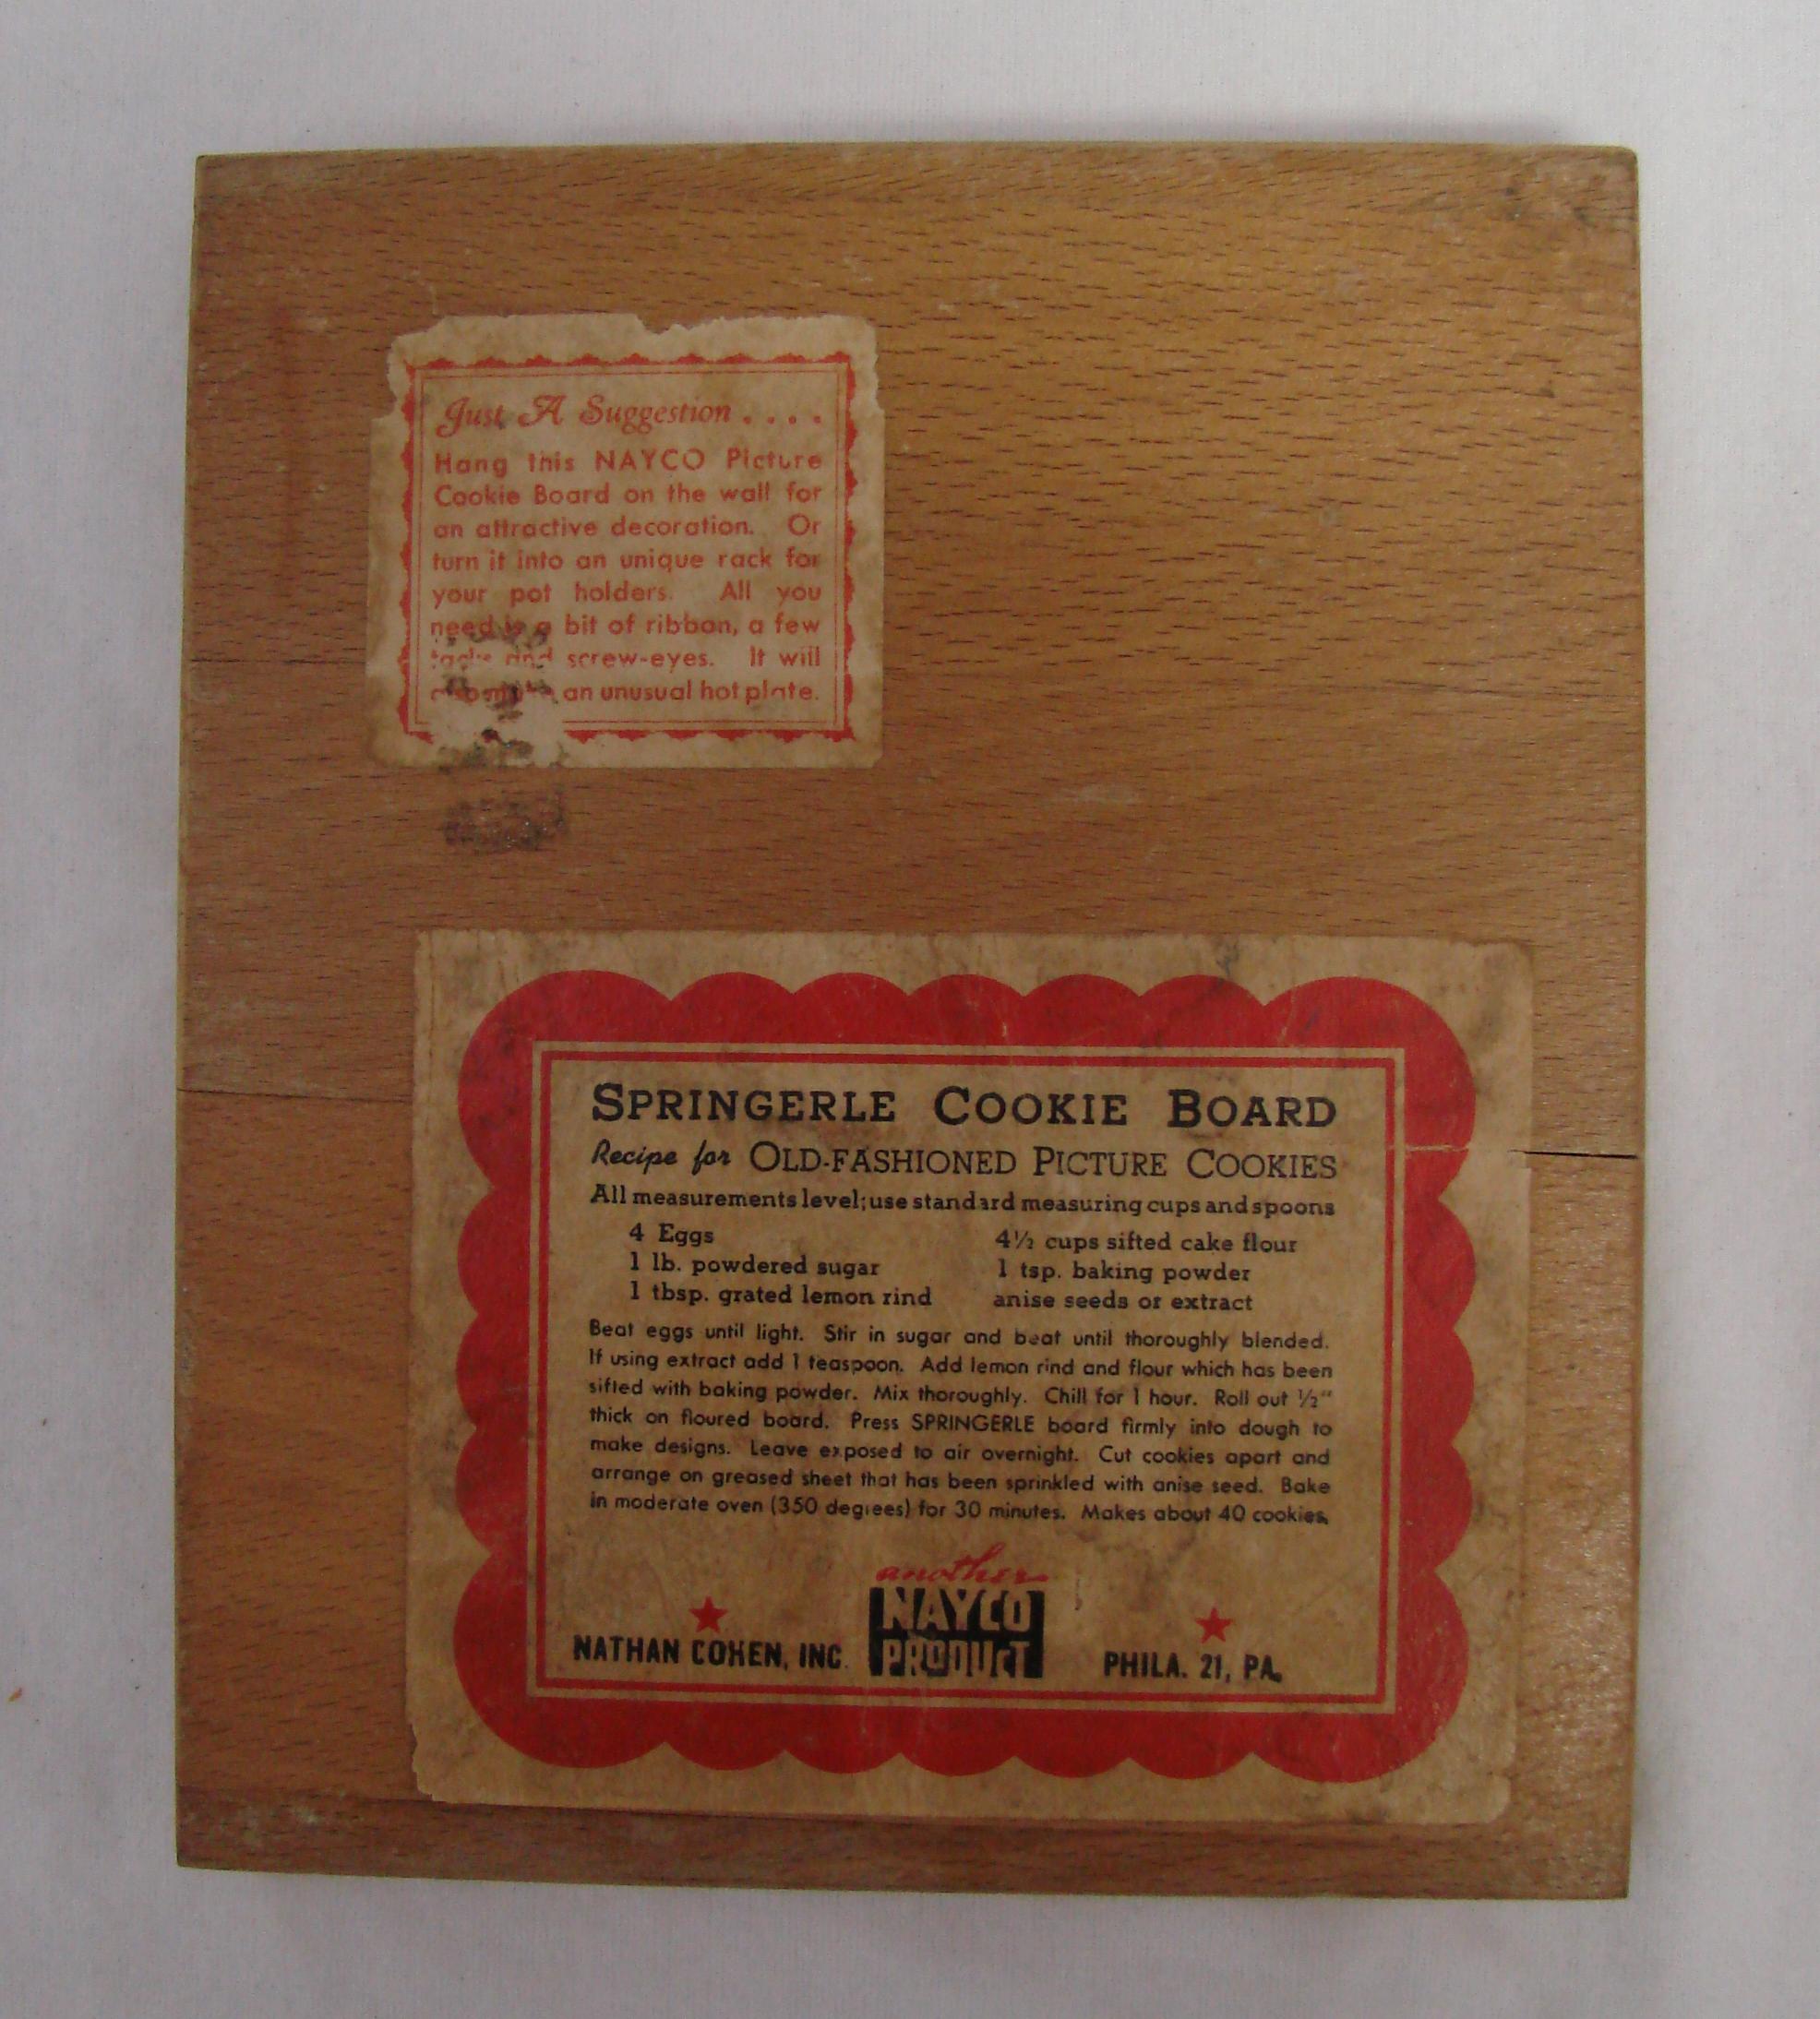 Just A Suggestion . . . .
Hang this NAYCO Picture
Cookie Board on the wall for
an attractive decoration. Or
turn it into an unique rack for
your pot holders. All you
need is a bit of ribbon, a few
tacks and screw-eyes. It will
an unusual hot plate.
SPRINGERLE COOKIE BOARD
Recipe for OLD-FASHIONED PICTURE COOKIES
All measurements level; use standard measuring cups and spoons
4 Eggs 4½ cups sifted cake flour
1 lb. powdered sugar 1 tsp. baking powder
1 tbsp. grated lemon rind anise seeds or extract
Beat eggs until light. Stir in sugar and beat until thoroughly blended.
If using extract add 1 teaspoon. Add lemon rind and flour which has been
sifted with baking powder. Mix thoroughly. Chill for 1 hour. Roll out ½"
thick on floured board. Press SPRINGERLE board firmly into dough to
make designs. Leave exposed to air overnight. Cut cookies apart and
arrange on greased sheet that has been sprinkled with anise seed. Bake
in moderate oven (350 degrees) for 30 minutes. Makes about 40 cookies.
another
NAYCO
PRODUCT
NATHAN COHEN, INC. PHILA. 21, PA.